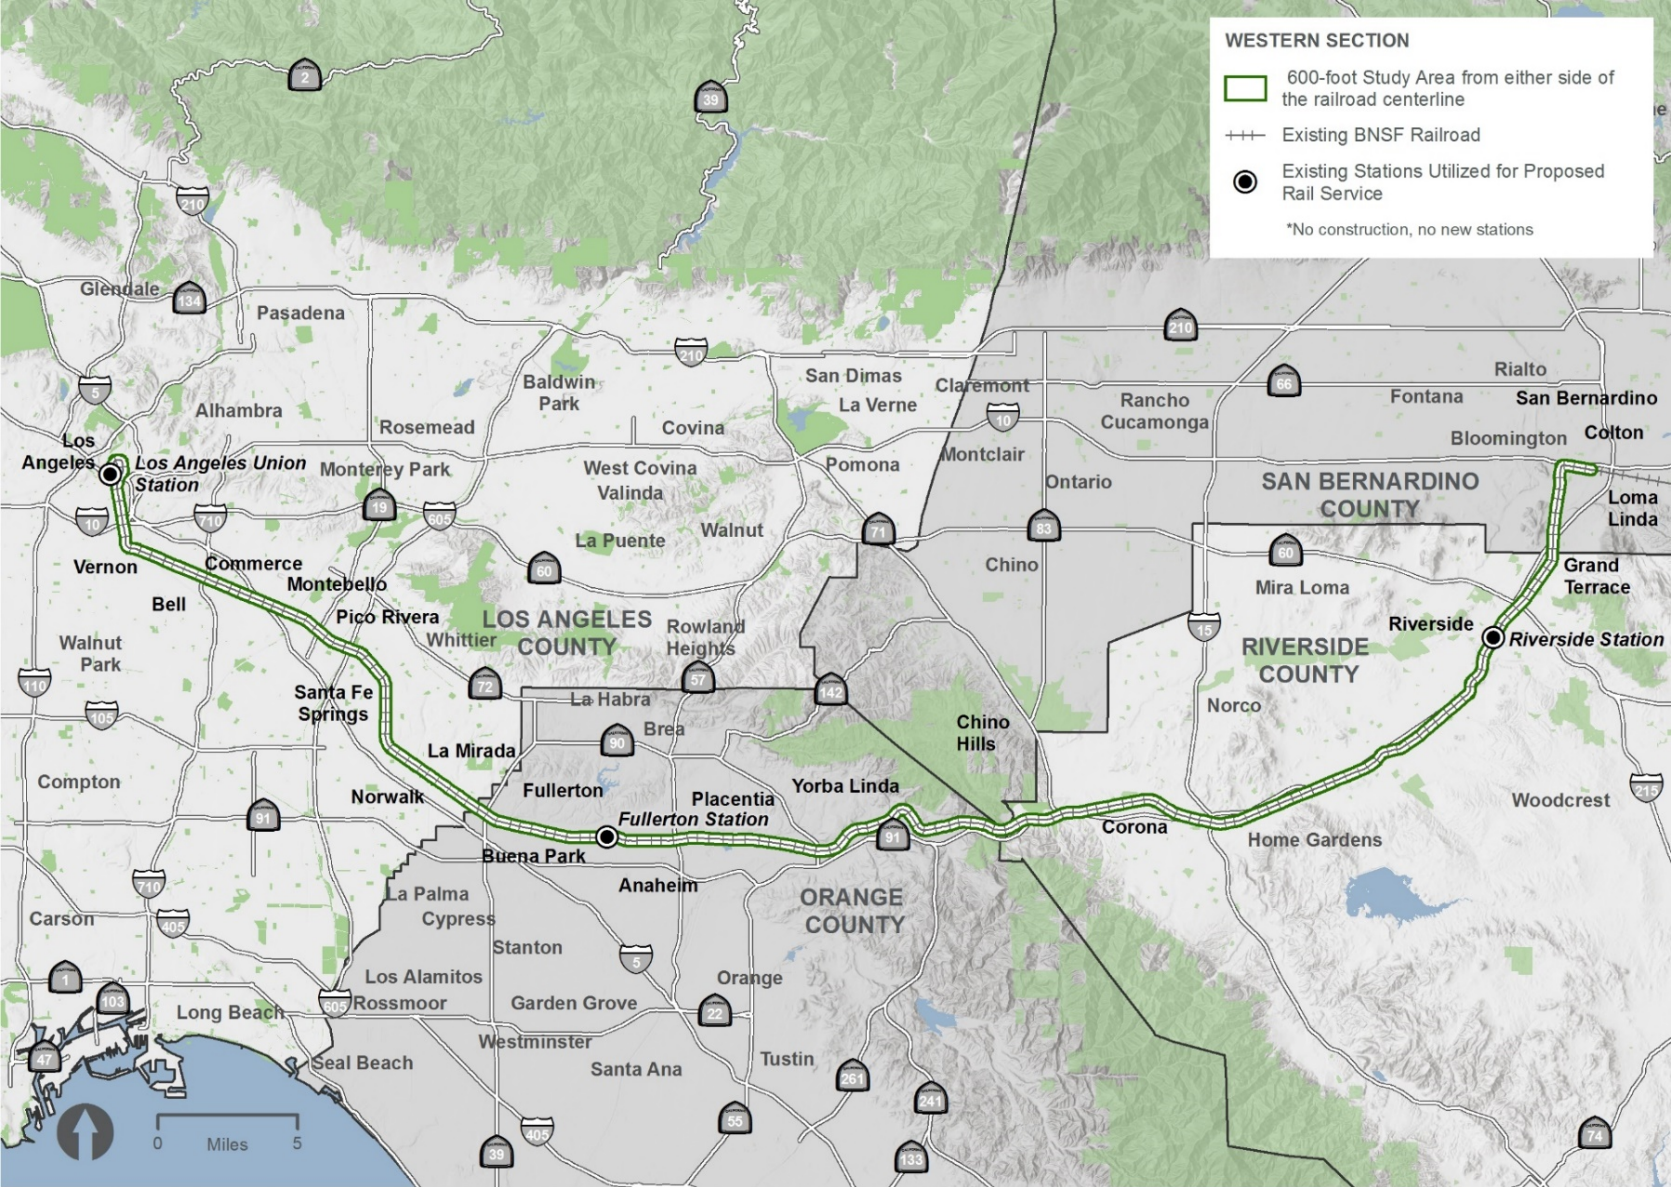 WESTERN SECTION
600-foot Study Area from either side of
the railroad centerline
Existing BNSF Railroad
Existing Stations Utilized for Proposed
Rail Service
*No construction, no new stations
2
39
210
Glendale
134
Pasadena
210
210
5
San Dimas
Claremont
Rialto
66
Baldwin
Park
La Verne
Rancho
Cucamonga
Fontana
San Bernardino
Alhambra
Rosemead
Covina
10
Bloomington
Colton
Los
Angeles
Los Angeles Union
Station
Monterey Park
West Covina
Valinda
Pomona
Montclair
Ontario
SAN BERNARDINO
COUNTY
Loma
Linda
10
710
19
605
La Puente
Walnut
71
83
60
Vernon
Commerce
60
Chino
Mira Loma
Grand
Terrace
Montebello
Bell
Pico Rivera
Whittier
LOS ANGELES
COUNTY
Rowland
Heights
15
Riverside
Riverside Station
RIVERSIDE
COUNTY
Walnut
Park
110
72
57
142
105
Santa Fe
Springs
La Habra
Norco
Brea
90
Chino
Hills
La Mirada
Compton
Norwalk
Fullerton
Placentia
Yorba Linda
215
Woodcrest
91
Fullerton Station
91
Corona
Home Gardens
Buena Park
710
La Palma
Anaheim
ORANGE
COUNTY
Carson
405
Cypress
Stanton
5
1
103
Los Alamitos
Orange
605
Rossmoor
Garden Grove
22
Long Beach
Westminster
47
Seal Beach
Santa Ana
Tustin
261
241
55
405
39
133
74
0
Miles
5